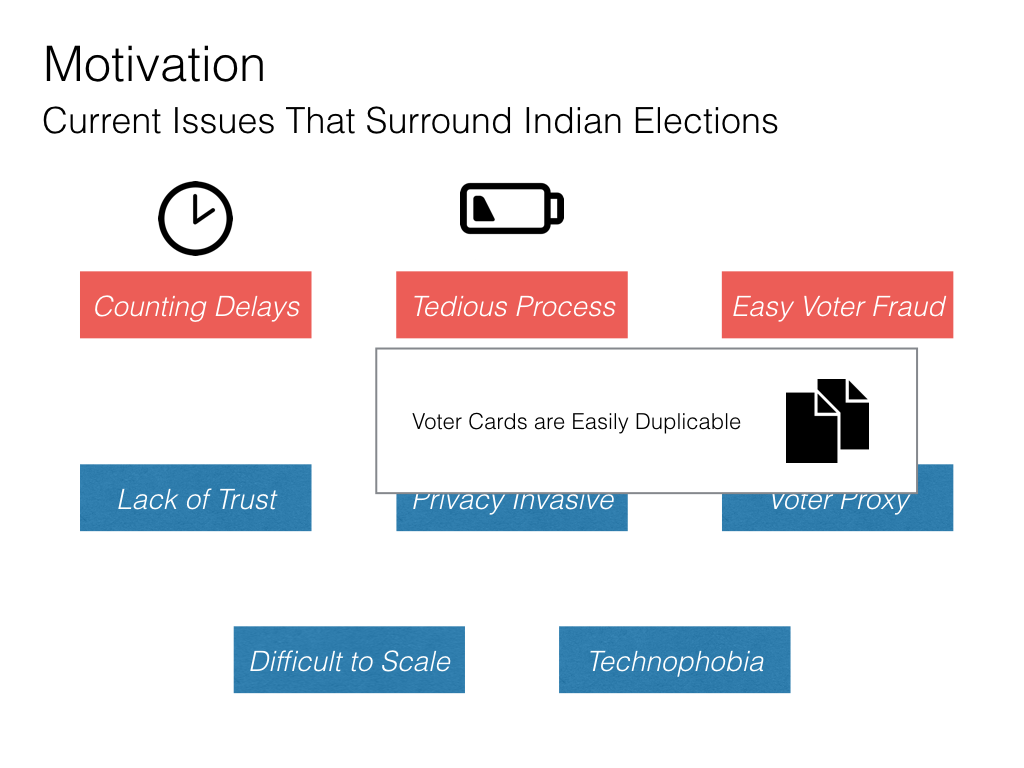 Motivation
Current Issues That Surround Indian Elections
Counting Delays
Tedious Process
Easy Voter Fraud
Voter Cards are Easily Duplicable
Lack of Trust
Privacy Invasive
Voter Proxy
Difficult to Scale
Technophobia